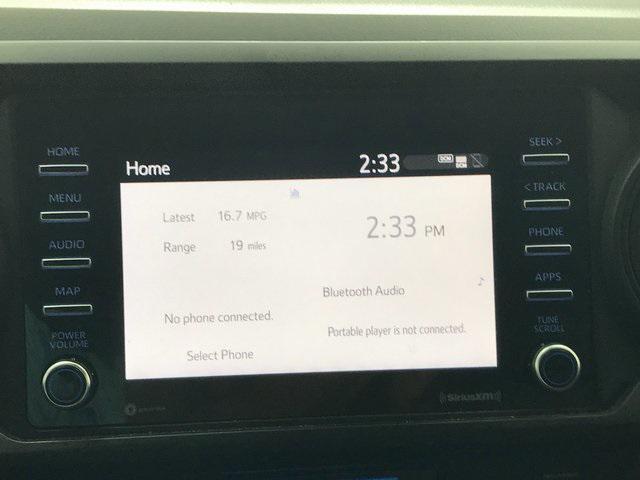 HOME
MENU
AUDIO
MAP
POWER
VOLUME
Home
2:33
DCM
DCM
Latest 16.7 MPG
Range 19 miles
2:33 PM
No phone connected.
Select Phone
Bluetooth Audio
Portable player is not connected.
SEEK >
< TRACK
PHONE
APPS
TUNE
SCROLL
((SiriusXM))